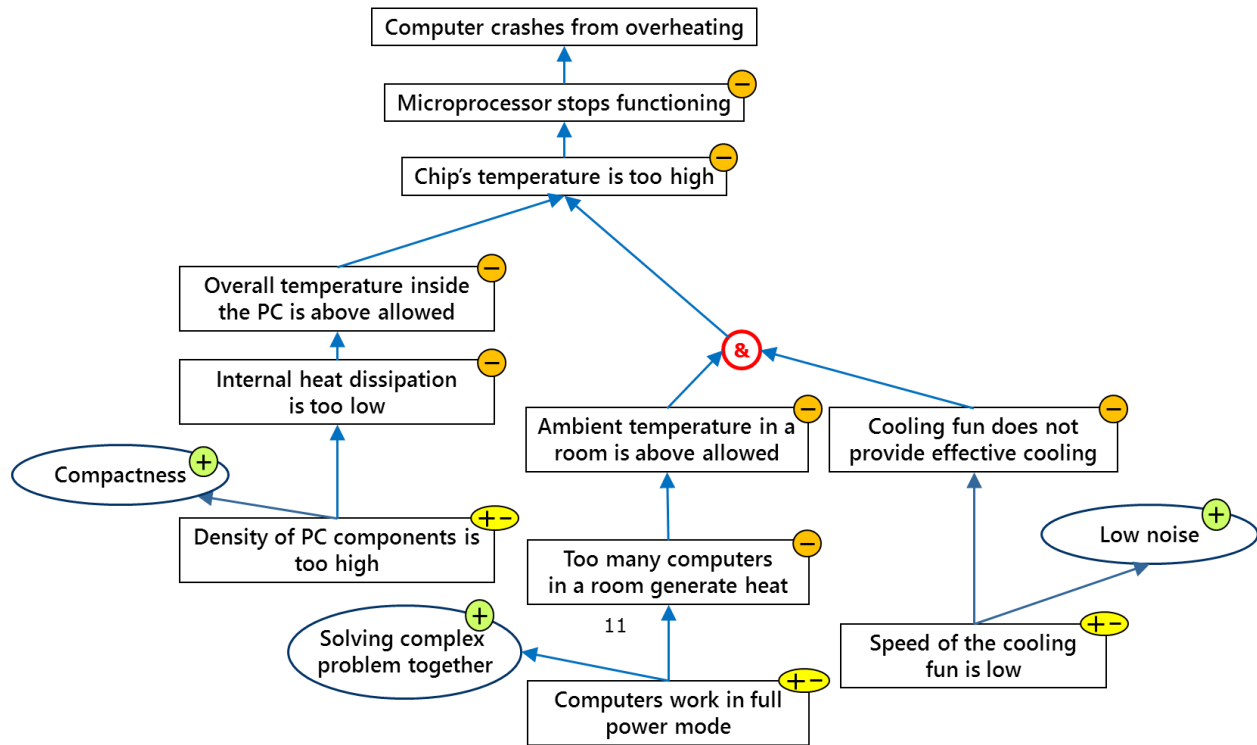 Computer crashes from overheating
−
Microprocessor stops functioning
−
Chip's temperature is too high
−
Overall temperature inside
the PC is above allowed
−
Internal heat dissipation
is too low
&
−
Ambient temperature in a
room is above allowed
−
Cooling fun does not
provide effective cooling
+
Compactness
+ −
Density of PC components is
too high
+
Low noise
−
Too many computers
in a room generate heat
11
+
Solving complex
problem together
+ −
Speed of the cooling
fun is low
+ −
Computers work in full
power mode